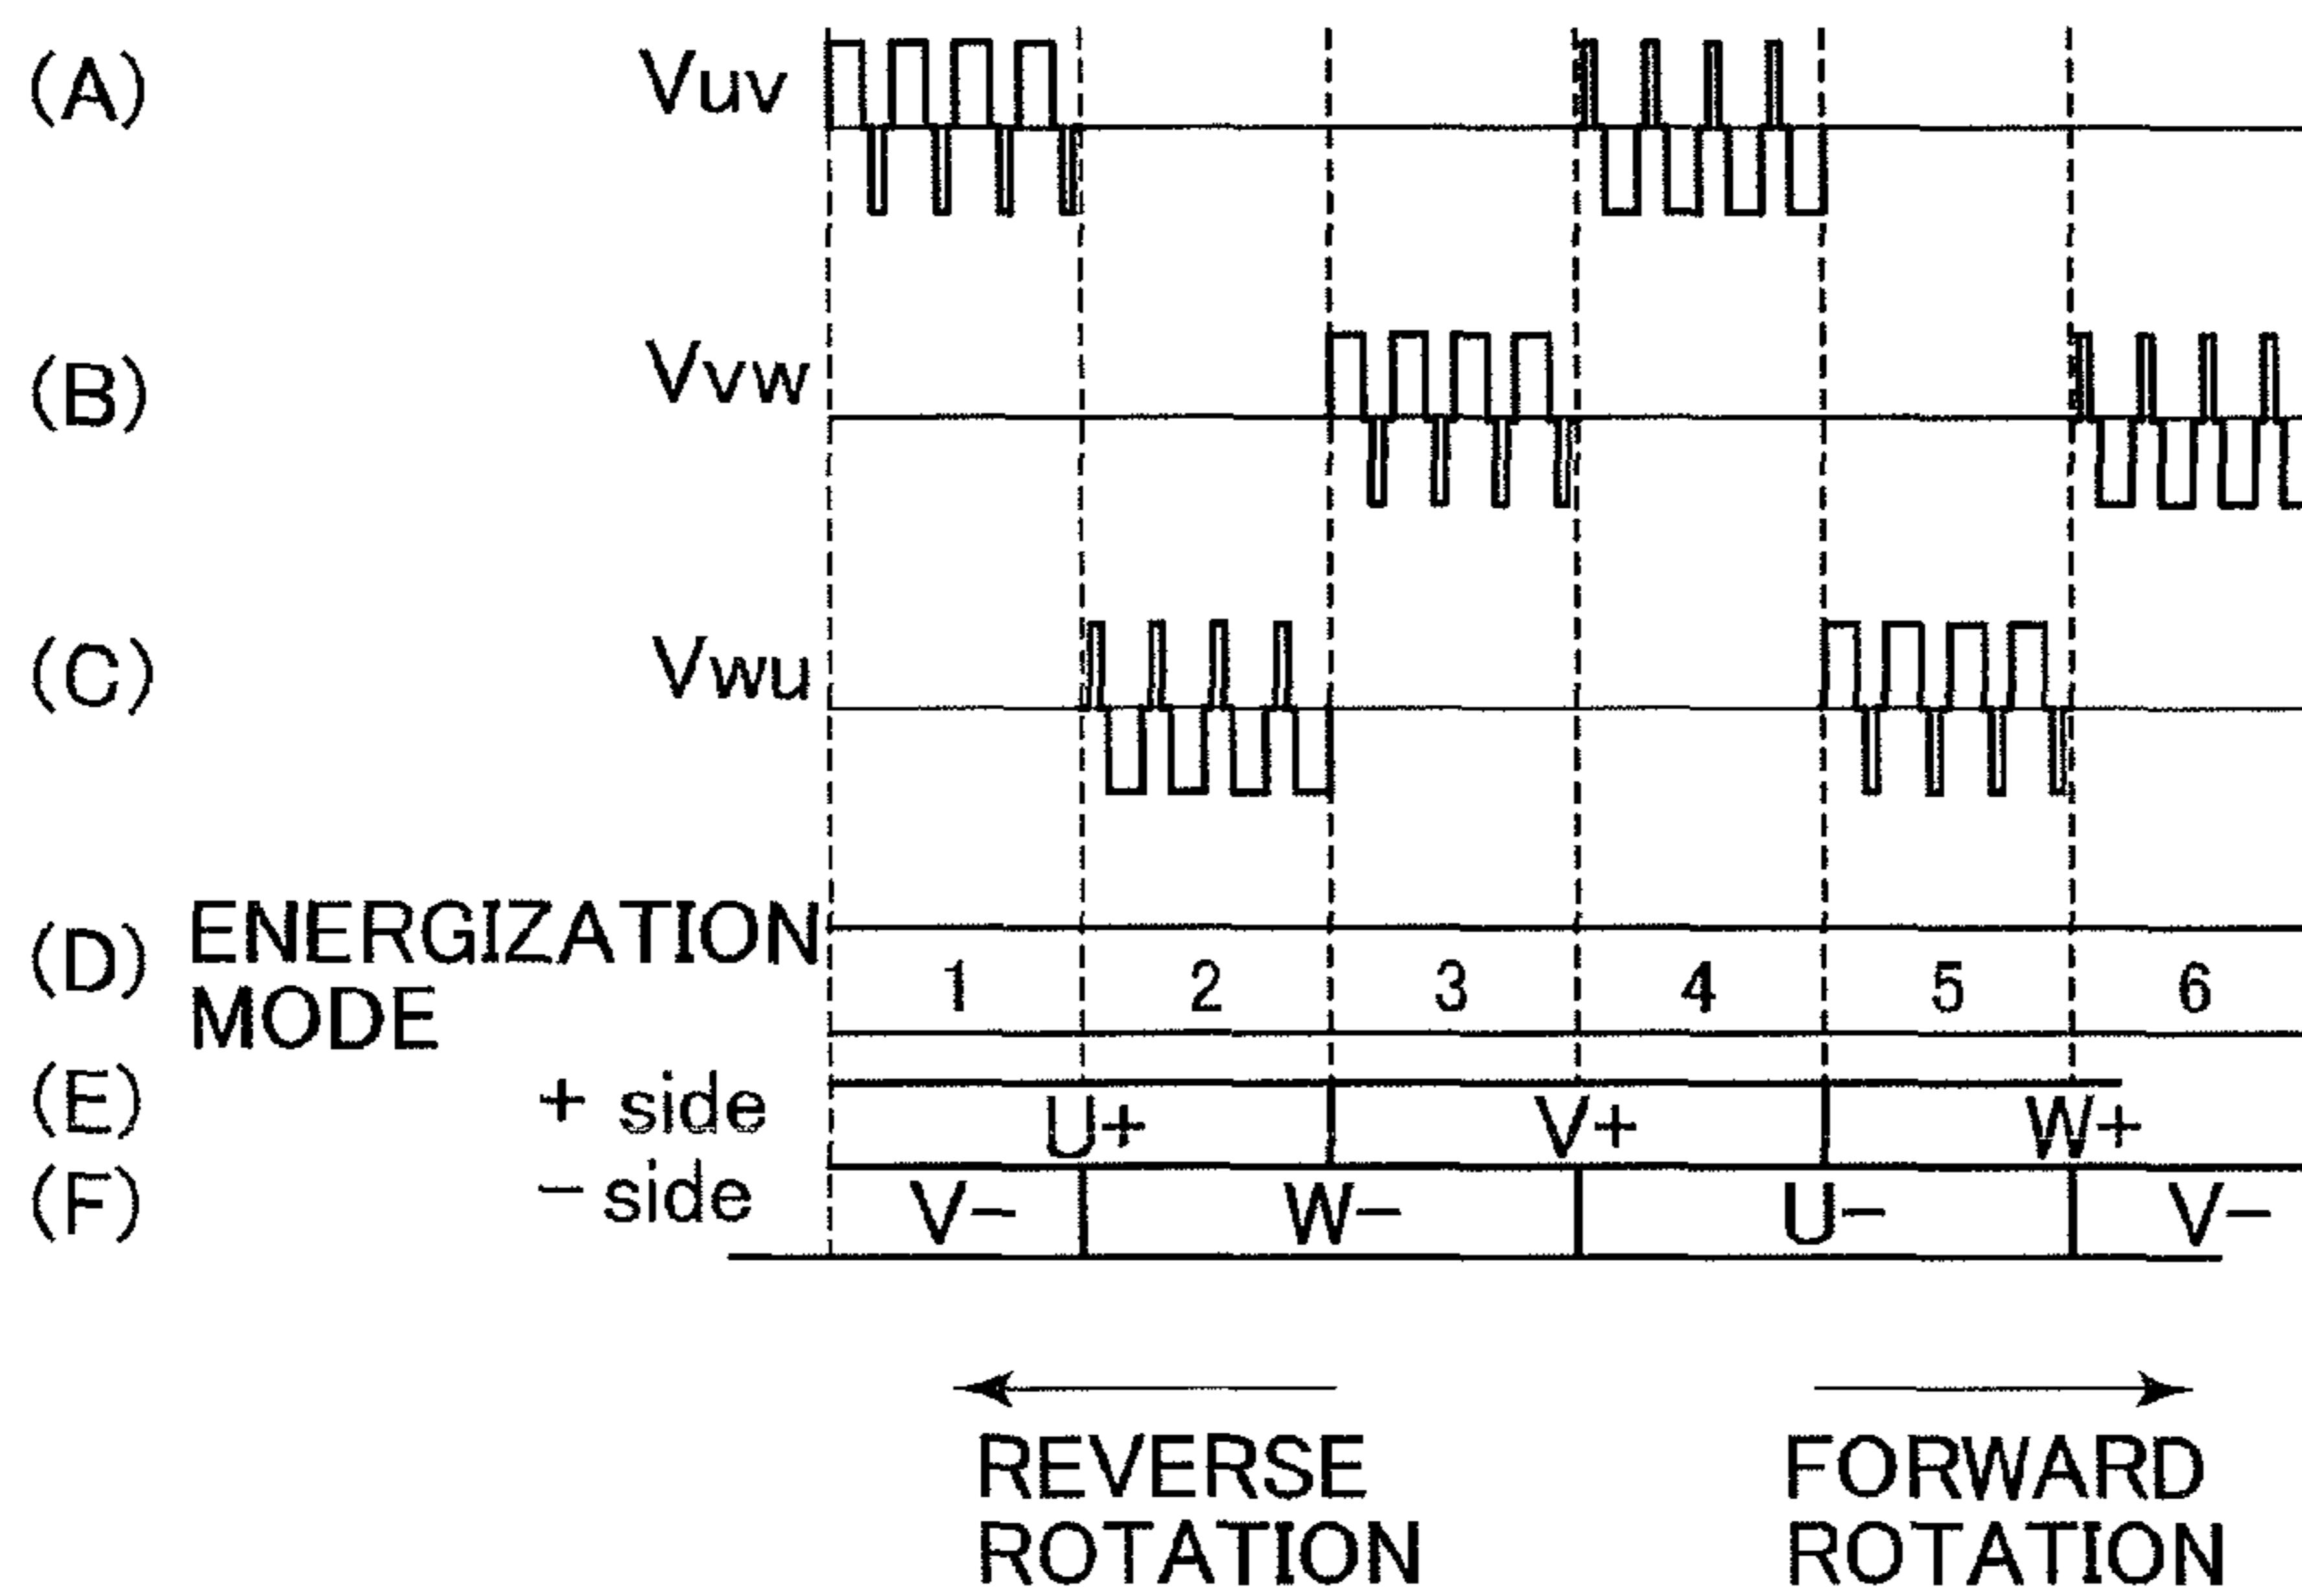 (A) Vuv
(B) Vvw
(C) Vwu
(D) ENERGIZATION
MODE
1 2 3 4 5 6
(E) + side U+ V+ W+
(F) − side V− W− U− V−
REVERSE
ROTATION
FORWARD
ROTATION